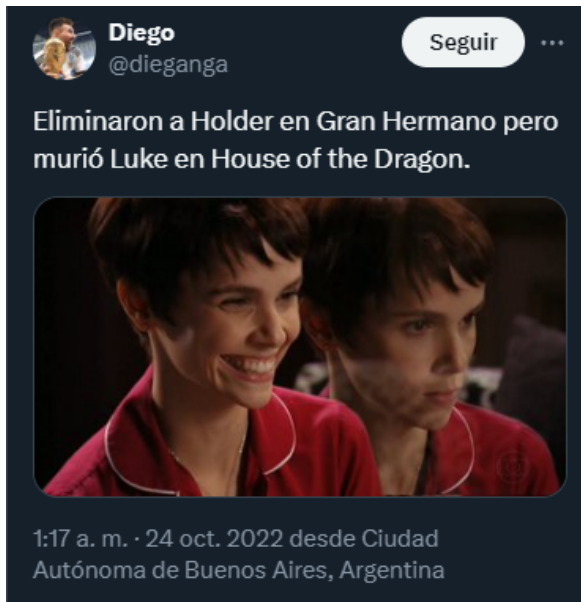 Diego
Seguir
@dieganga
Eliminaron a Holder en Gran Hermano pero
murió Luke en House of the Dragon.
1:17 a. m. · 24 oct. 2022 desde Ciudad
Autónoma de Buenos Aires, Argentina